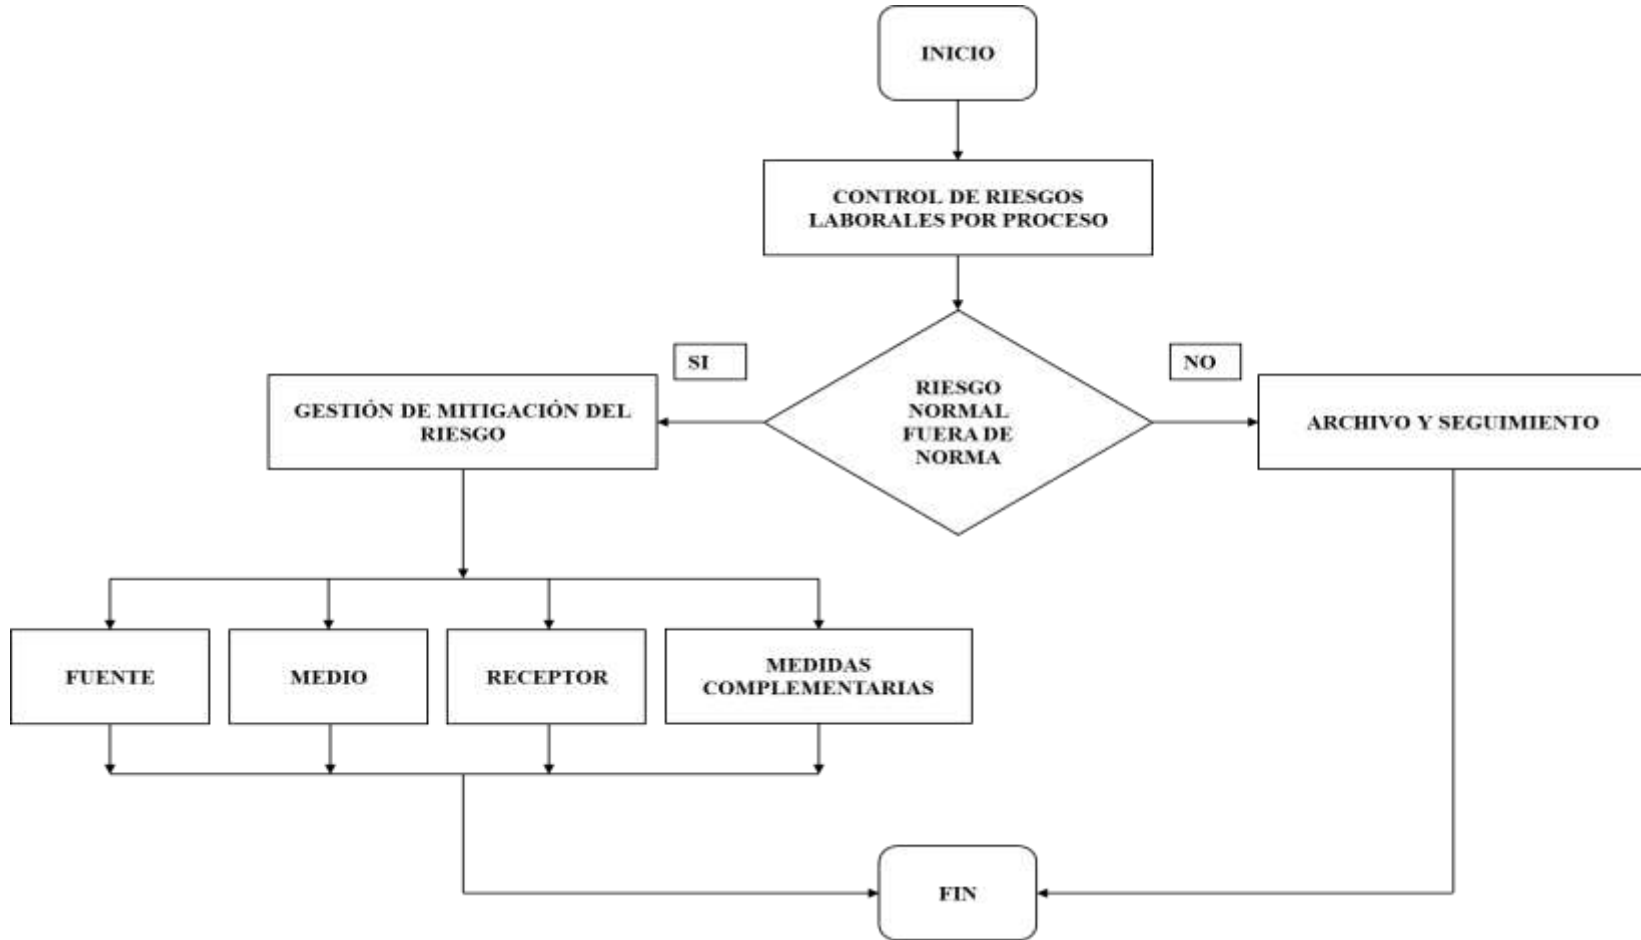 INICIO
CONTROL DE RIESGOS
LABORALES POR PROCESO
SI
NO
RIESGO
NORMAL
FUERA DE
NORMA
GESTIÓN DE MITIGACIÓN DEL
RIESGO
ARCHIVO Y SEGUIMIENTO
FUENTE
MEDIO
RECEPTOR
MEDIDAS
COMPLEMENTARIAS
FIN